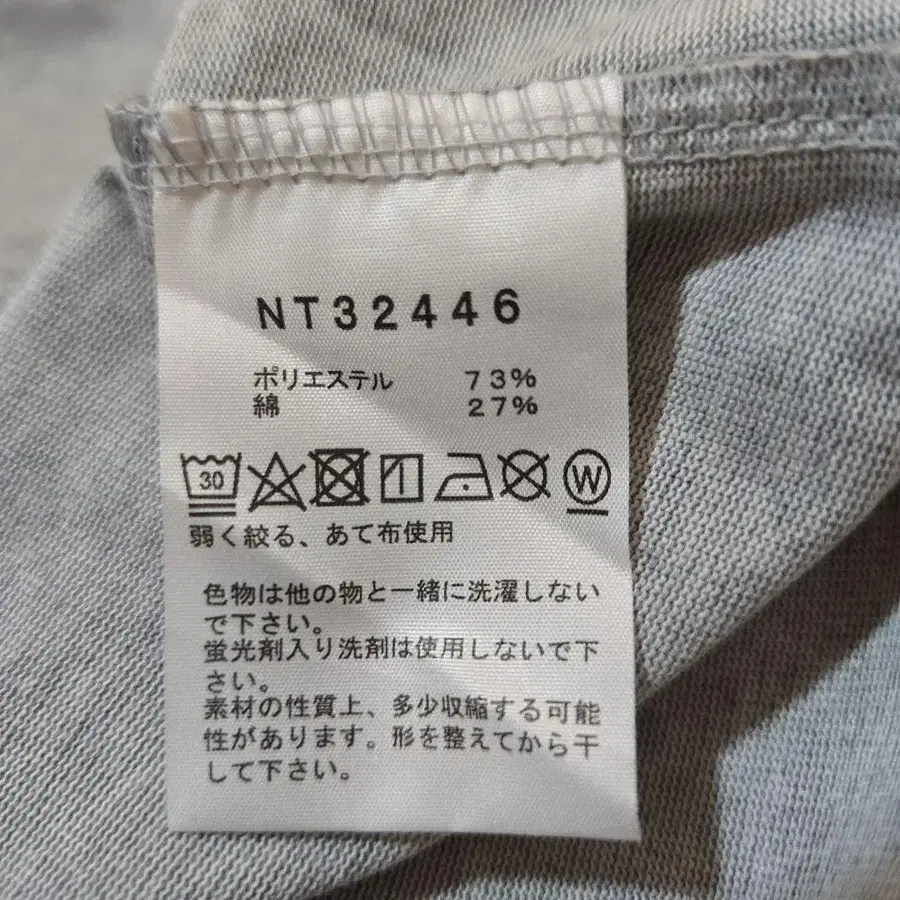 NT32446
ポリエステル 73%
綿 27%
30 W
弱く絞る、あて布使用
色物は他の物と一緒に洗濯しない
で下さい。
蛍光剤入り洗剤は使用しないで下
さい。
素材の性質上、多少収縮する可能
性があります。形を整えてから干
して下さい。